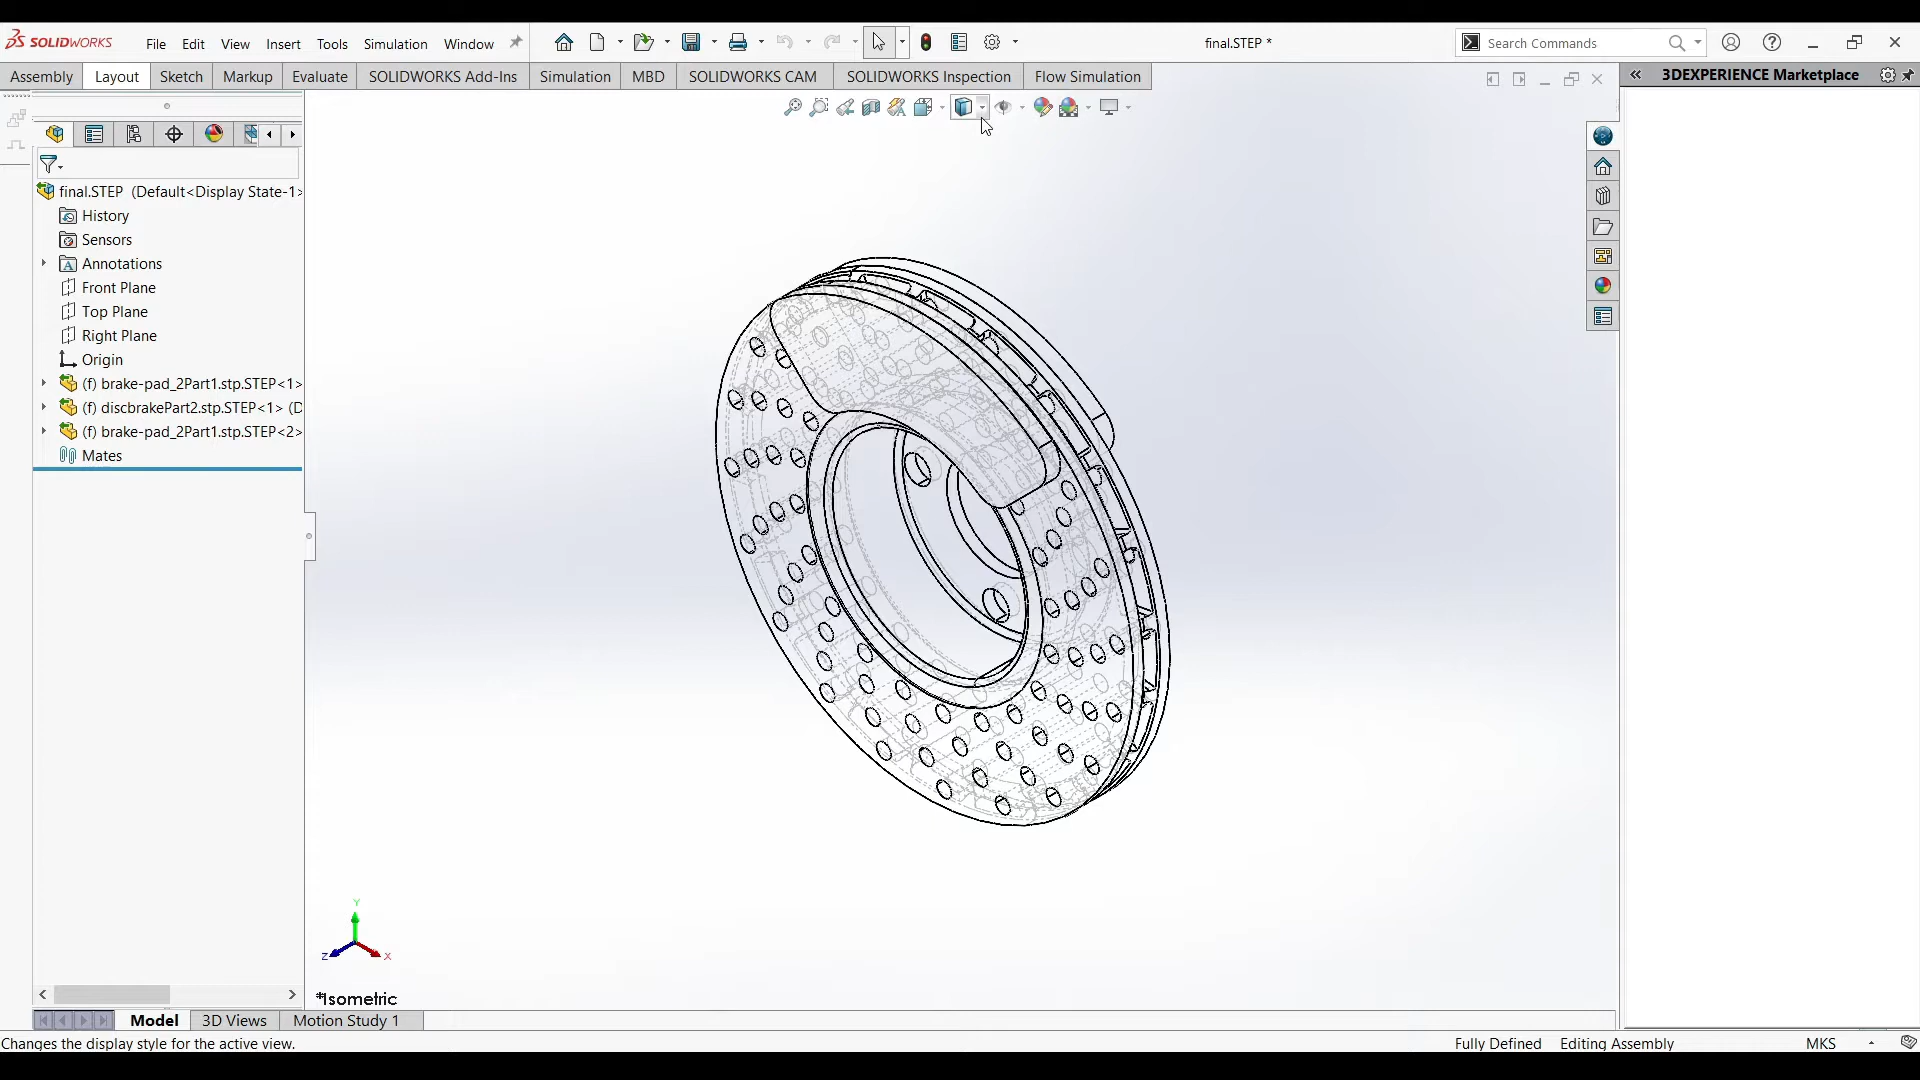 SOLIDWORKS File Edit View Insert Tools Simulation Window final.STEP * Search Commands
Assembly Layout Sketch Markup Evaluate SOLIDWORKS Add-Ins Simulation MBD SOLIDWORKS CAM SOLIDWORKS Inspection Flow Simulation 3DEXPERIENCE Marketplace
final.STEP (Default<Display State-1>
History
Sensors
Annotations
Front Plane
Top Plane
Right Plane
Origin
(f) brake-pad_2Part1.stp.STEP<1>
(f) discbrakePart2.stp.STEP<1> (D
(f) brake-pad_2Part1.stp.STEP<2>
Mates
Y
Z
X
*Isometric
Model 3D Views Motion Study 1
Changes the display style for the active view. Fully Defined Editing Assembly MKS